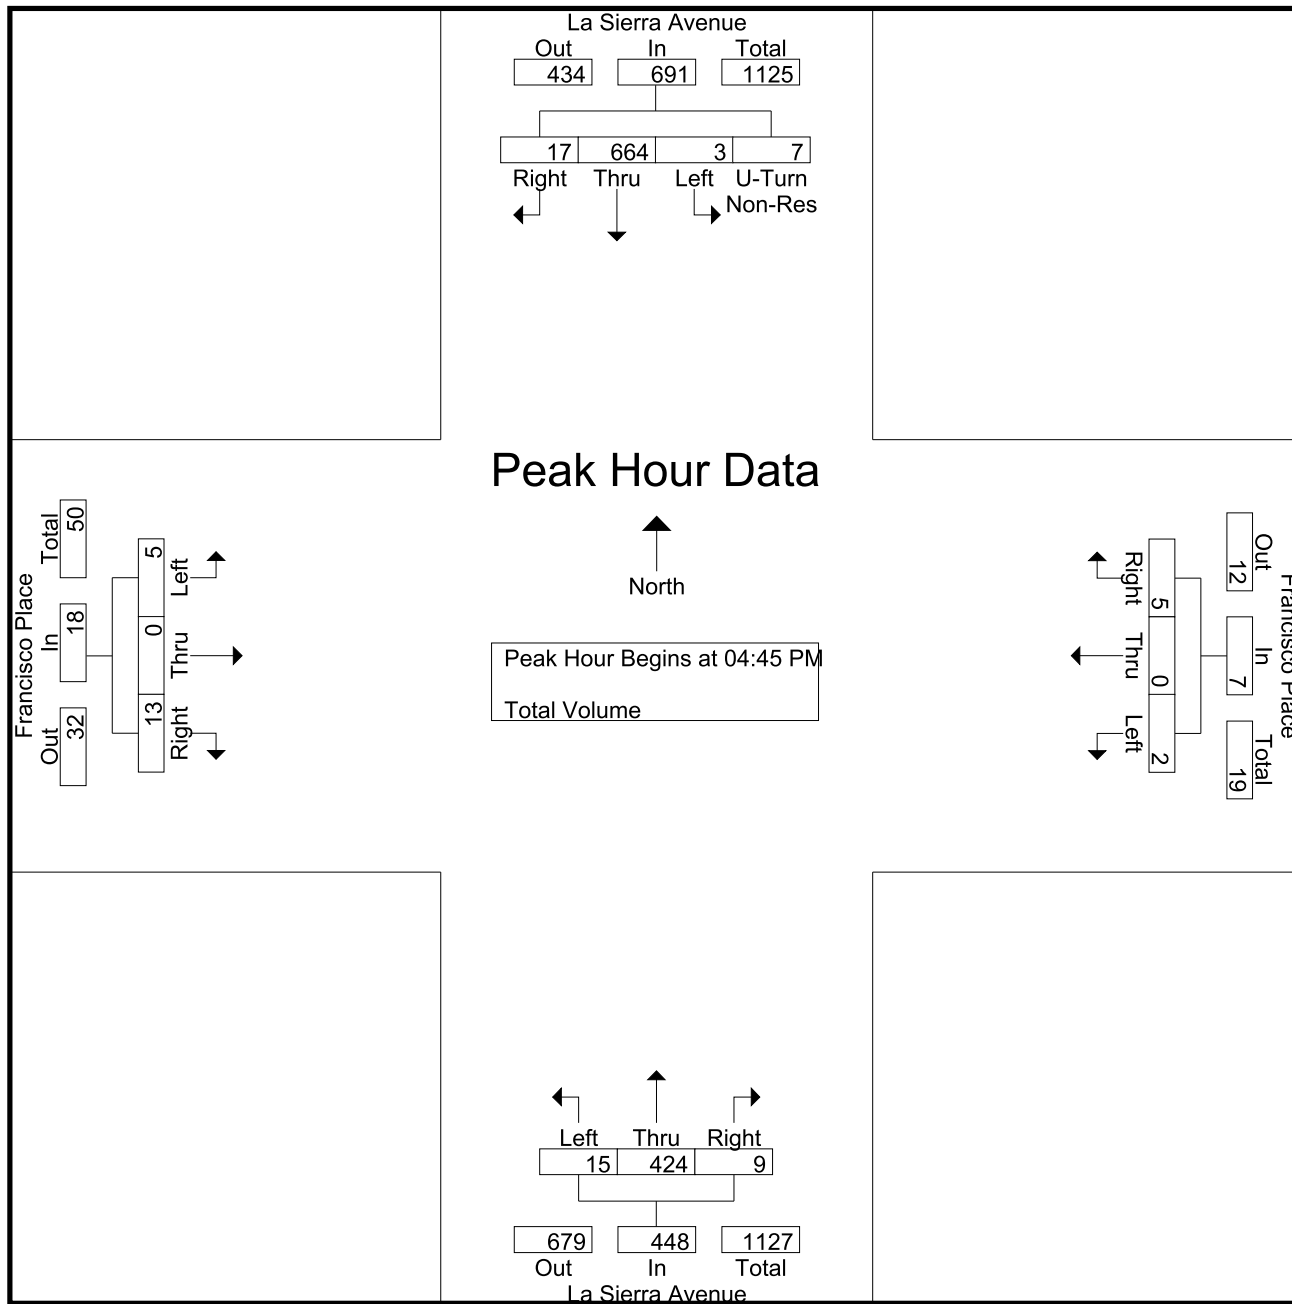 La Sierra Avenue
Out In Total
434 691 1125
17 664 3 7
Right Thru Left U-Turn
Non-Res
Peak Hour Data
North
Peak Hour Begins at 04:45 PM
Total Volume
Francisco Place
Total In Out
50 18 32
5 0 13
Left Thru Right
Right Thru Left
5 0 2
12 7 19
Out In Total
Francisco Place
Left Thru Right
15 424 9
679 448 1127
Out In Total
La Sierra Avenue